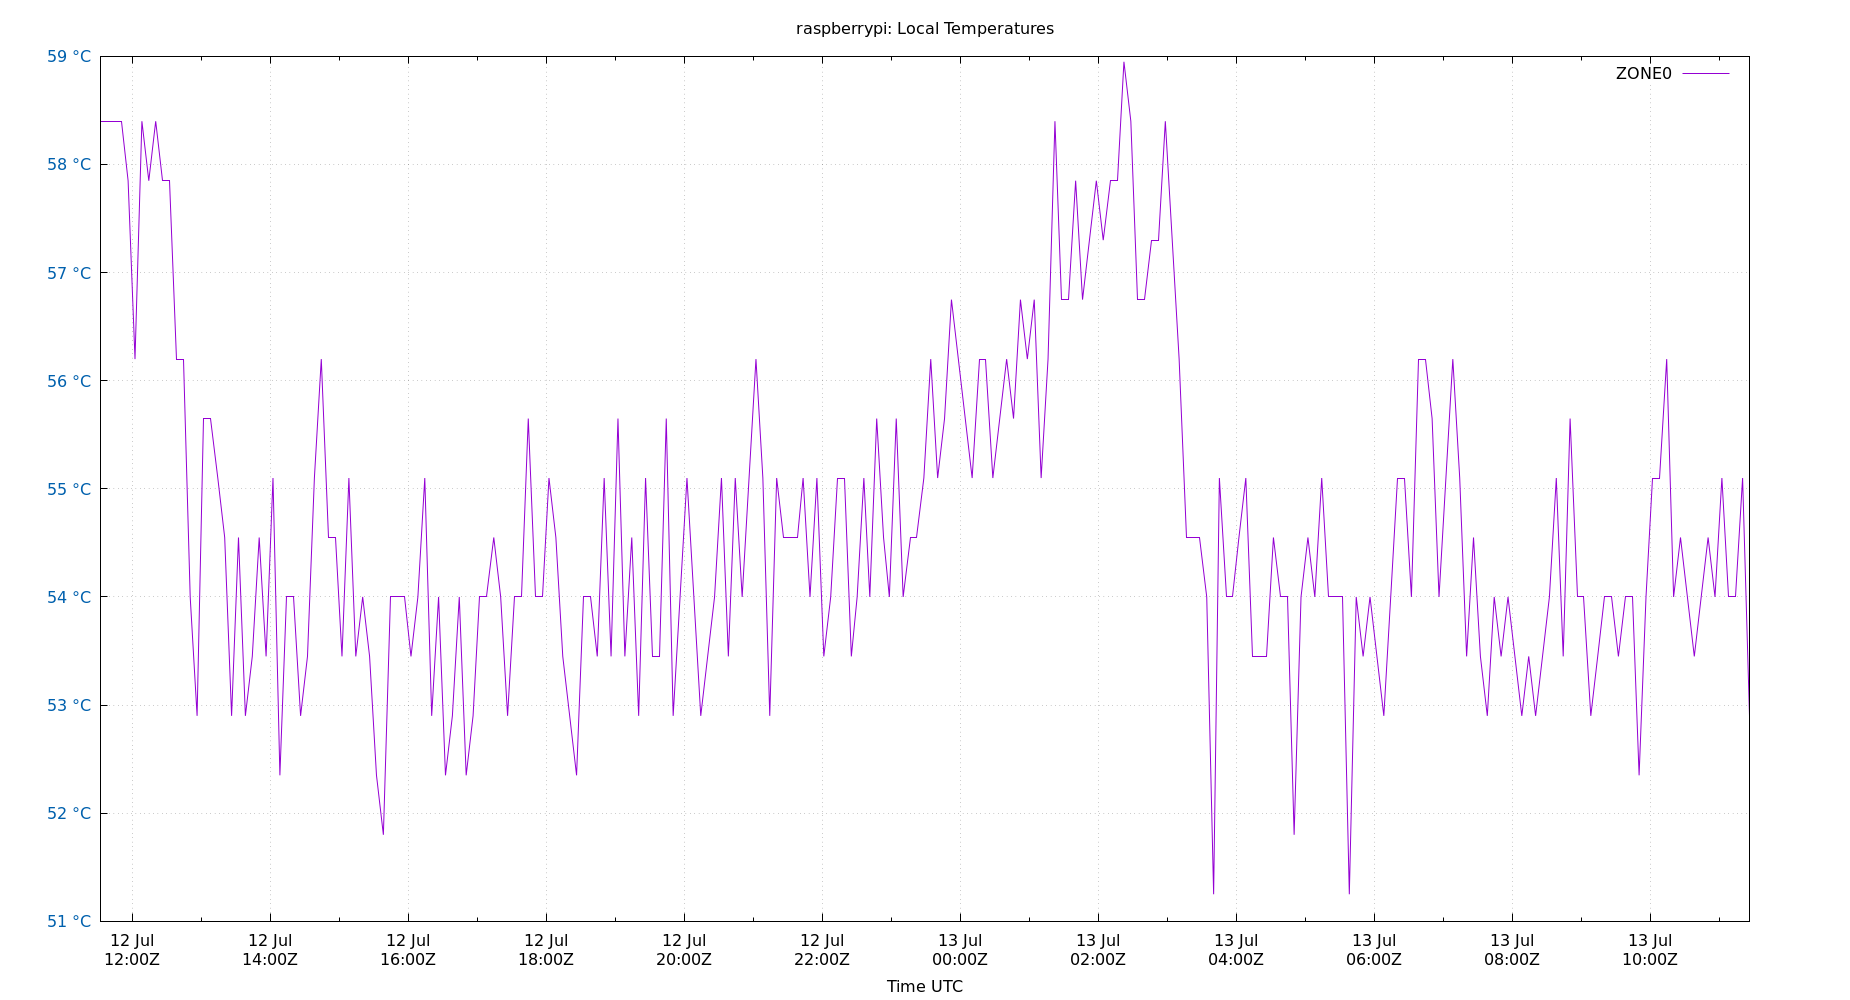 raspberrypi: Local Temperatures
59 °C
ZONE0
58 °C
57 °C
56 °C
55 °C
54 °C
53 °C
52 °C
51 °C
12 Jul 12 Jul 12 Jul 12 Jul 12 Jul 12 Jul 13 Jul 13 Jul 13 Jul 13 Jul 13 Jul 13 Jul
12:00Z 14:00Z 16:00Z 18:00Z 20:00Z 22:00Z 00:00Z 02:00Z 04:00Z 06:00Z 08:00Z 10:00Z
Time UTC